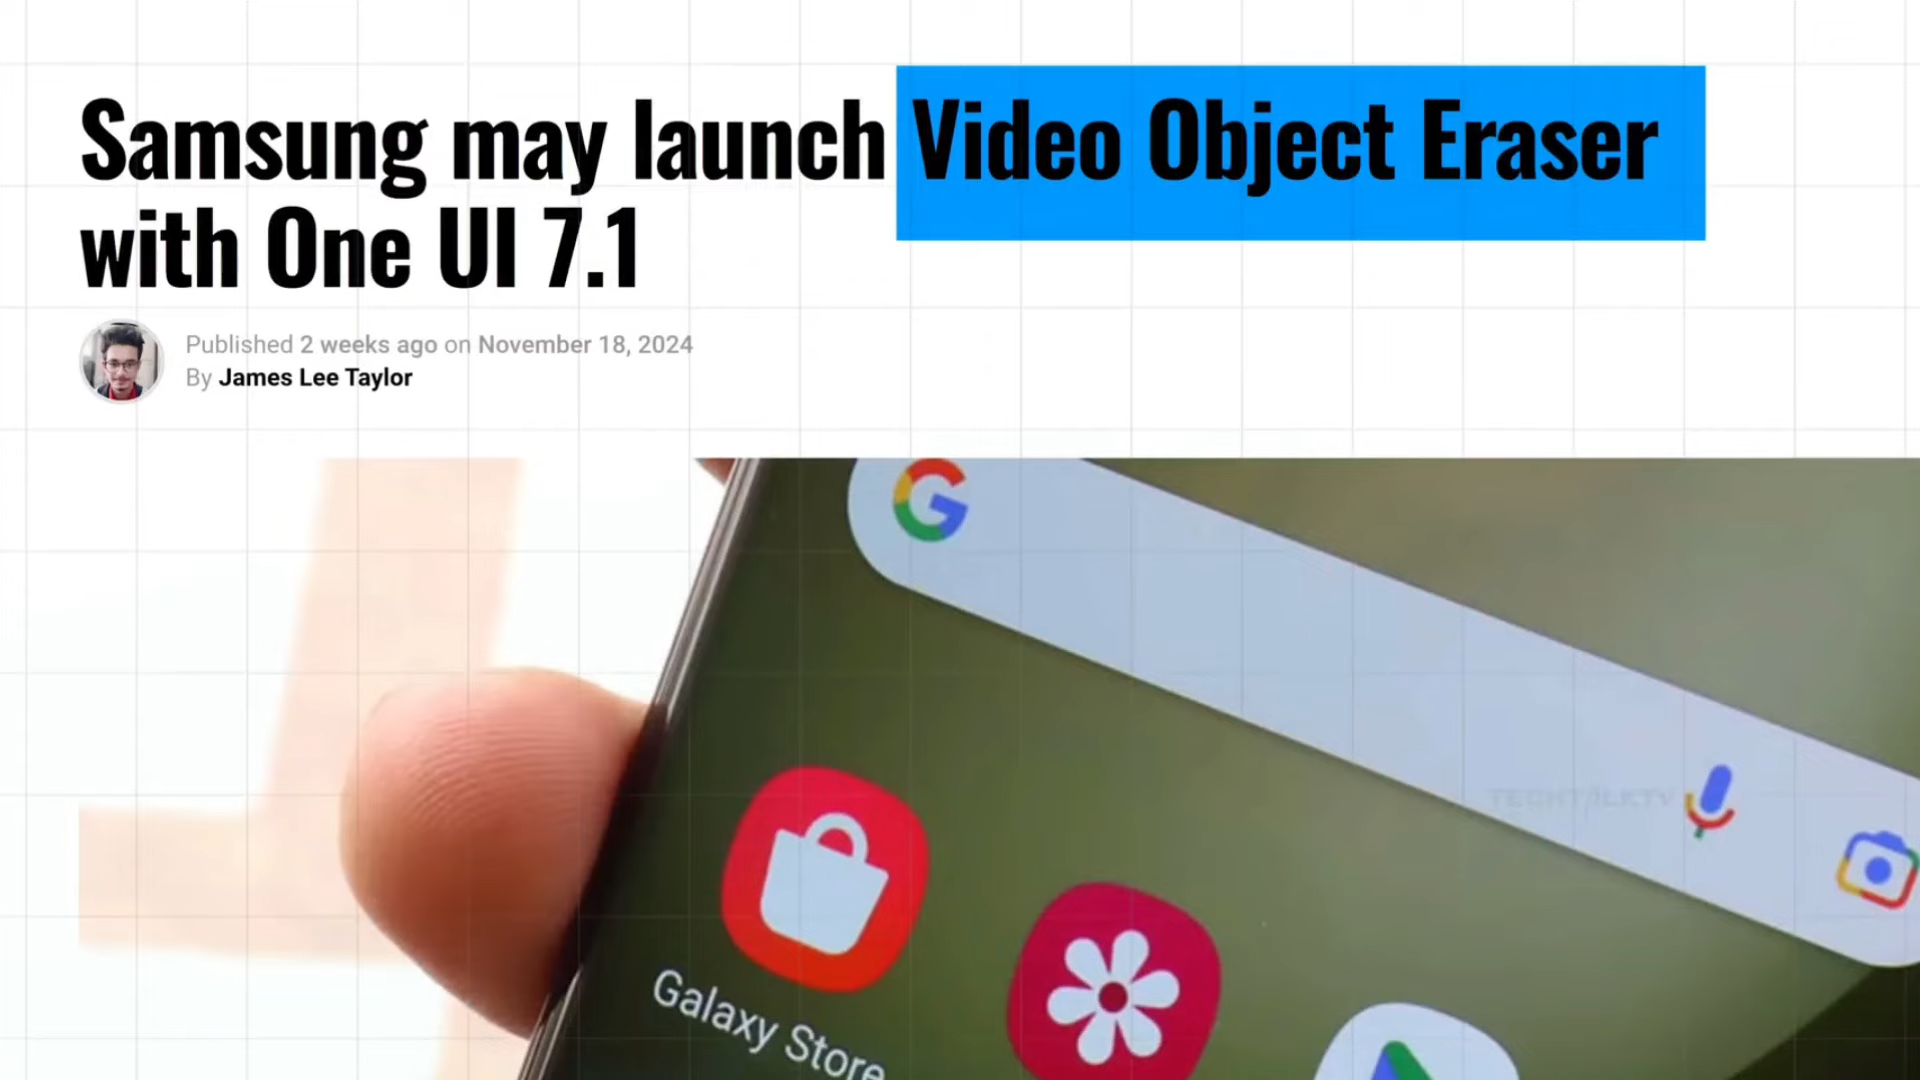 Samsung may launch Video Object Eraser
with One UI 7.1
Published 2 weeks ago on November 18, 2024
By James Lee Taylor
G
TECHTALKTV
Galaxy Store